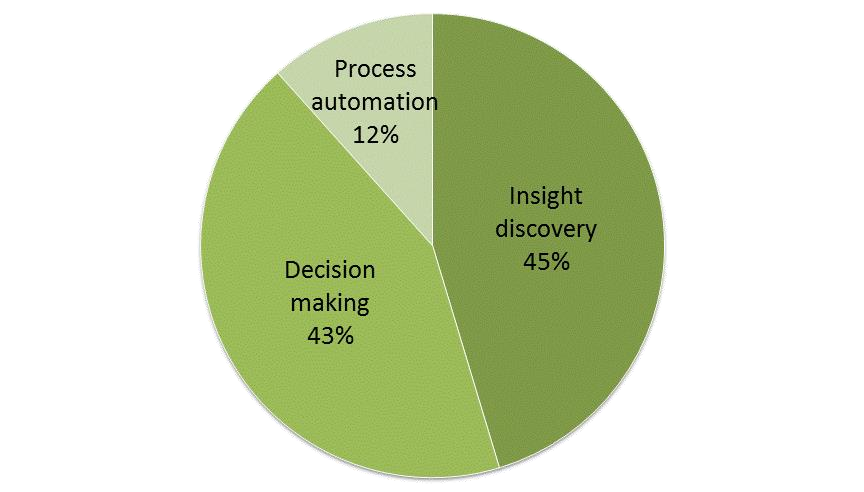 Process
automation
12%
Insight
discovery
45%
Decision
making
43%